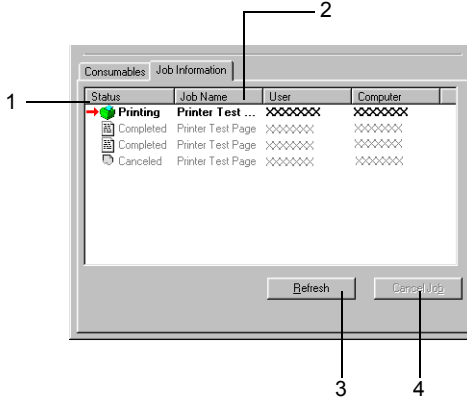 2
Consumables Job Information
1
Status Job Name User Computer
Printing Printer Test ... XXXXXXX XXXXXXX
Completed Printer Test Page XXXXXXX XXXXXXX
Completed Printer Test Page XXXXXXX XXXXXXX
Canceled Printer Test Page XXXXXXX XXXXXXX
Refresh Cancel Job
3 4